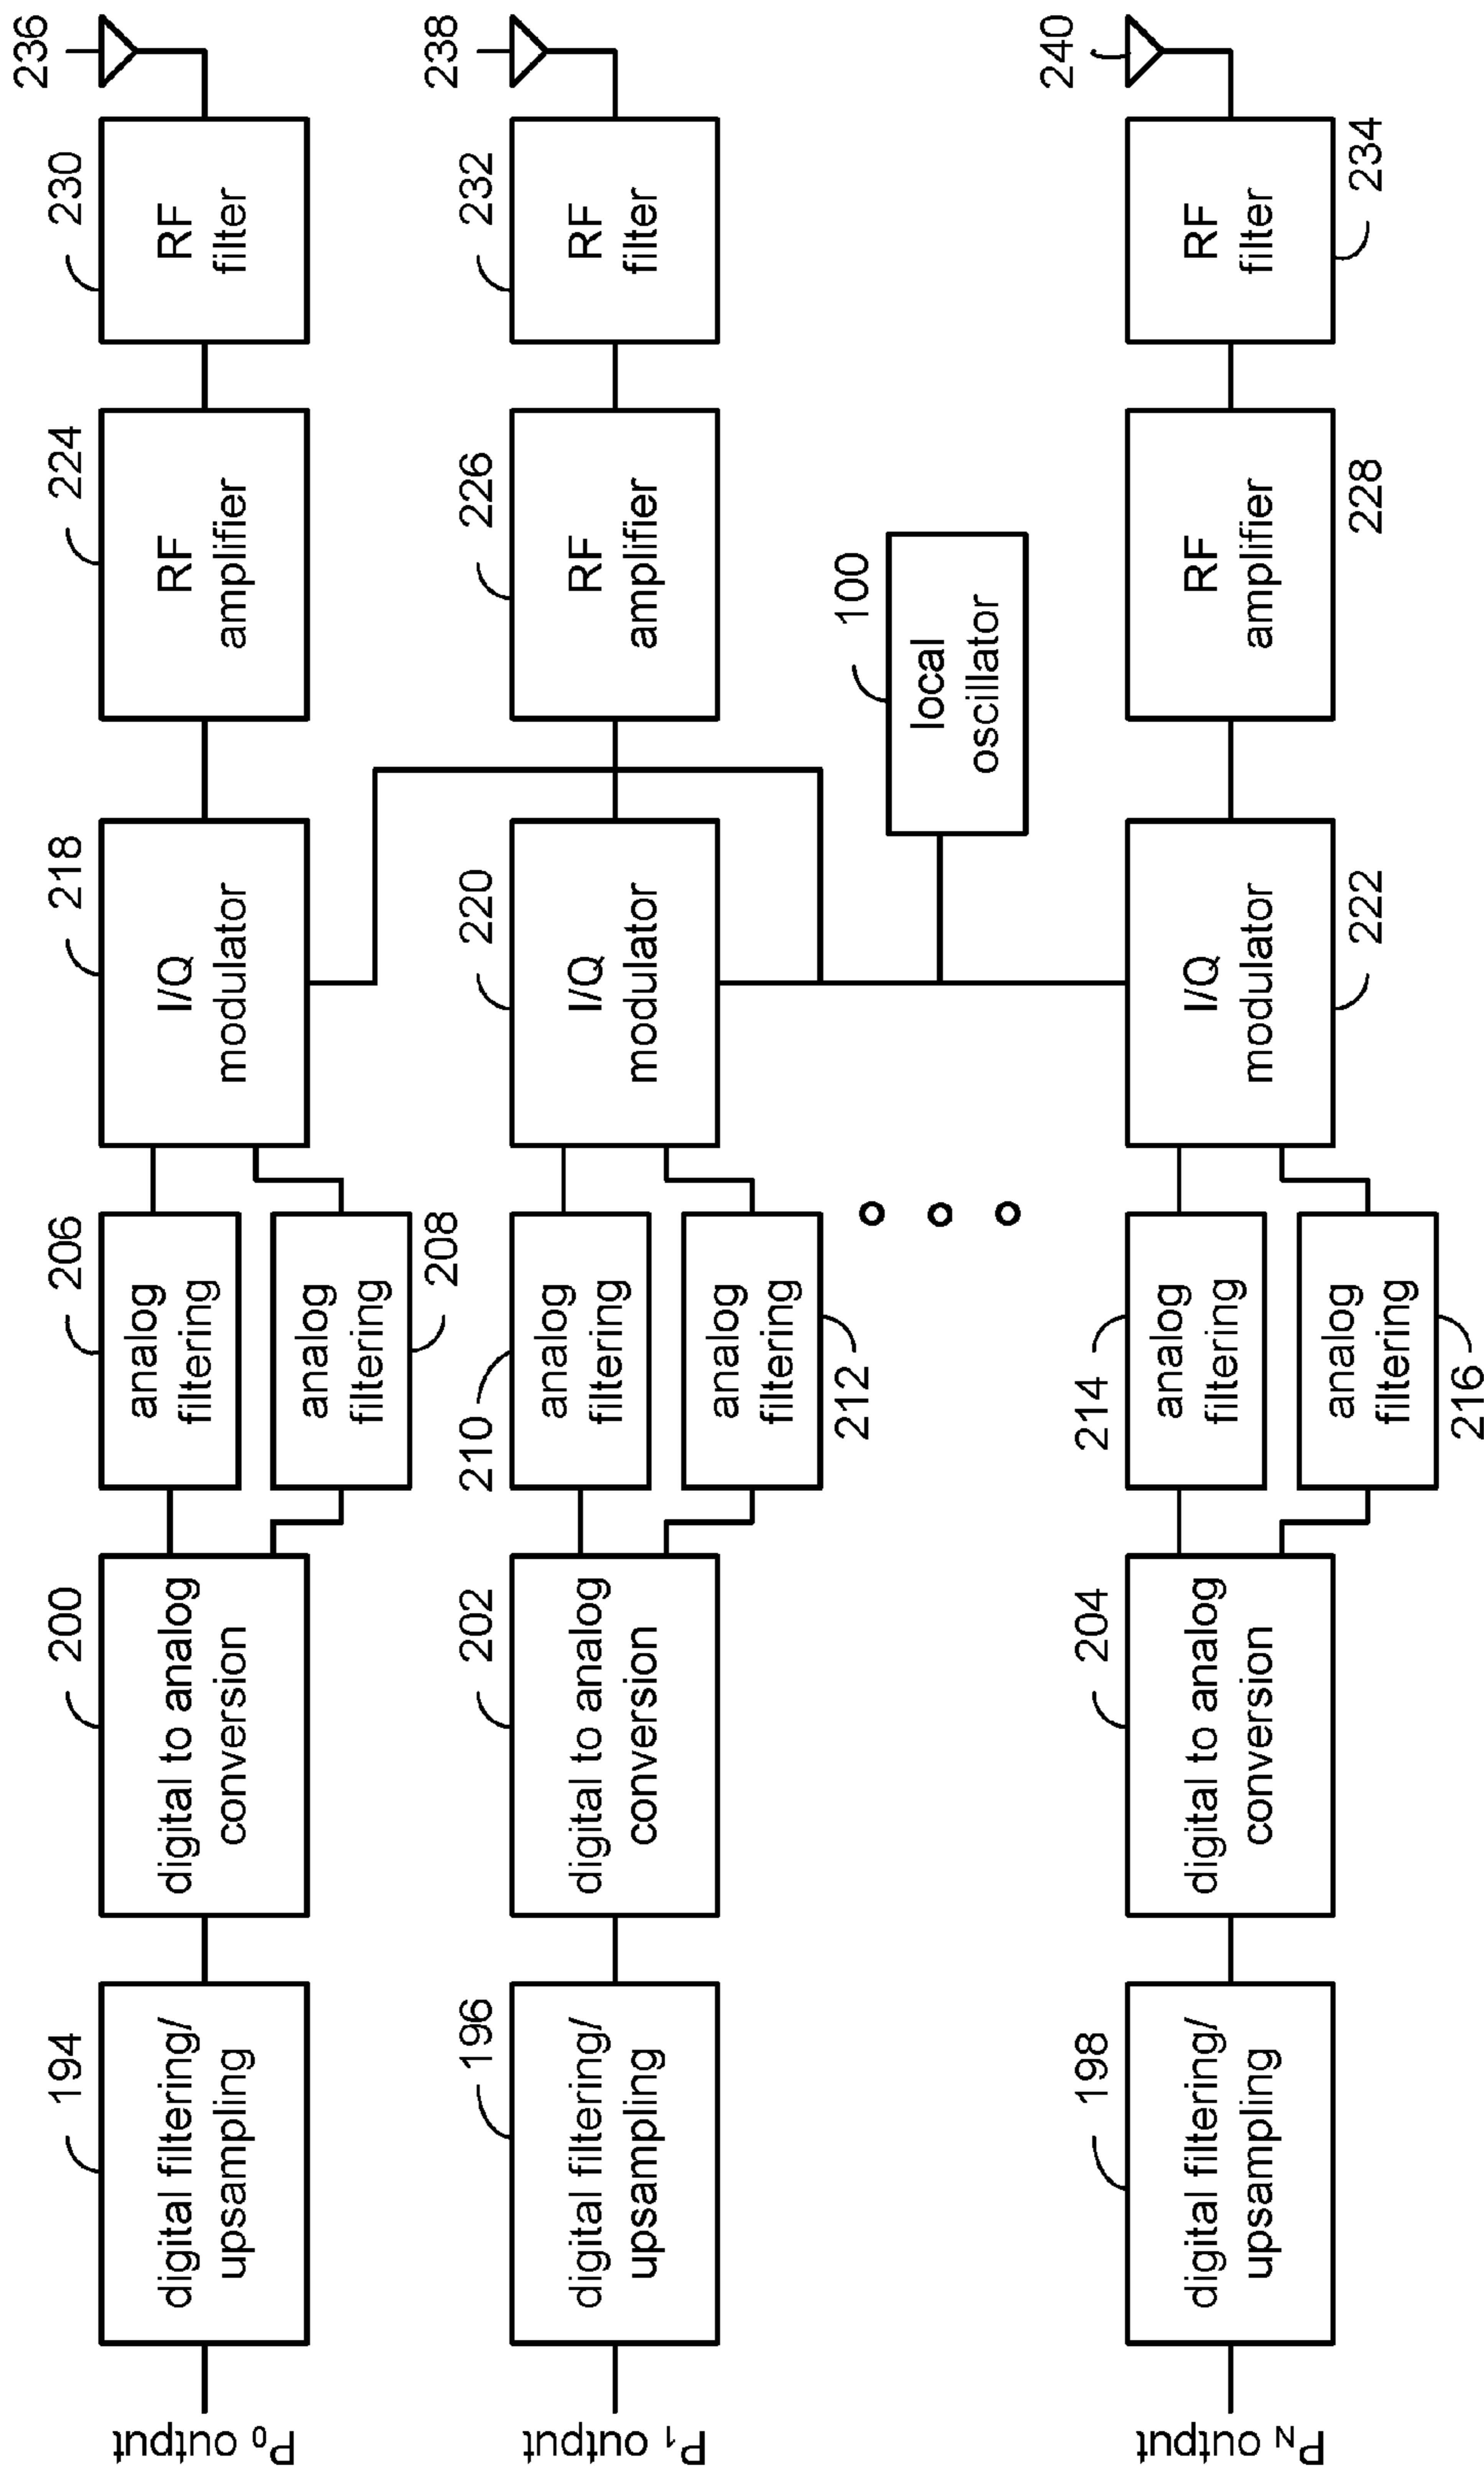 P0 output
194
digital filtering/
upsampling
200
digital to analog
conversion
206
analog
filtering
analog
filtering
208
218
I/Q
modulator
224
RF
amplifier
230
RF
filter
236
P1 output
196
digital filtering/
upsampling
202
digital to analog
conversion
210
analog
filtering
analog
filtering
212
220
I/Q
modulator
226
RF
amplifier
232
RF
filter
238
100
local
oscillator
PN output
198
digital filtering/
upsampling
204
digital to analog
conversion
214
analog
filtering
analog
filtering
216
I/Q
modulator
222
RF
amplifier
228
RF
filter
234
240